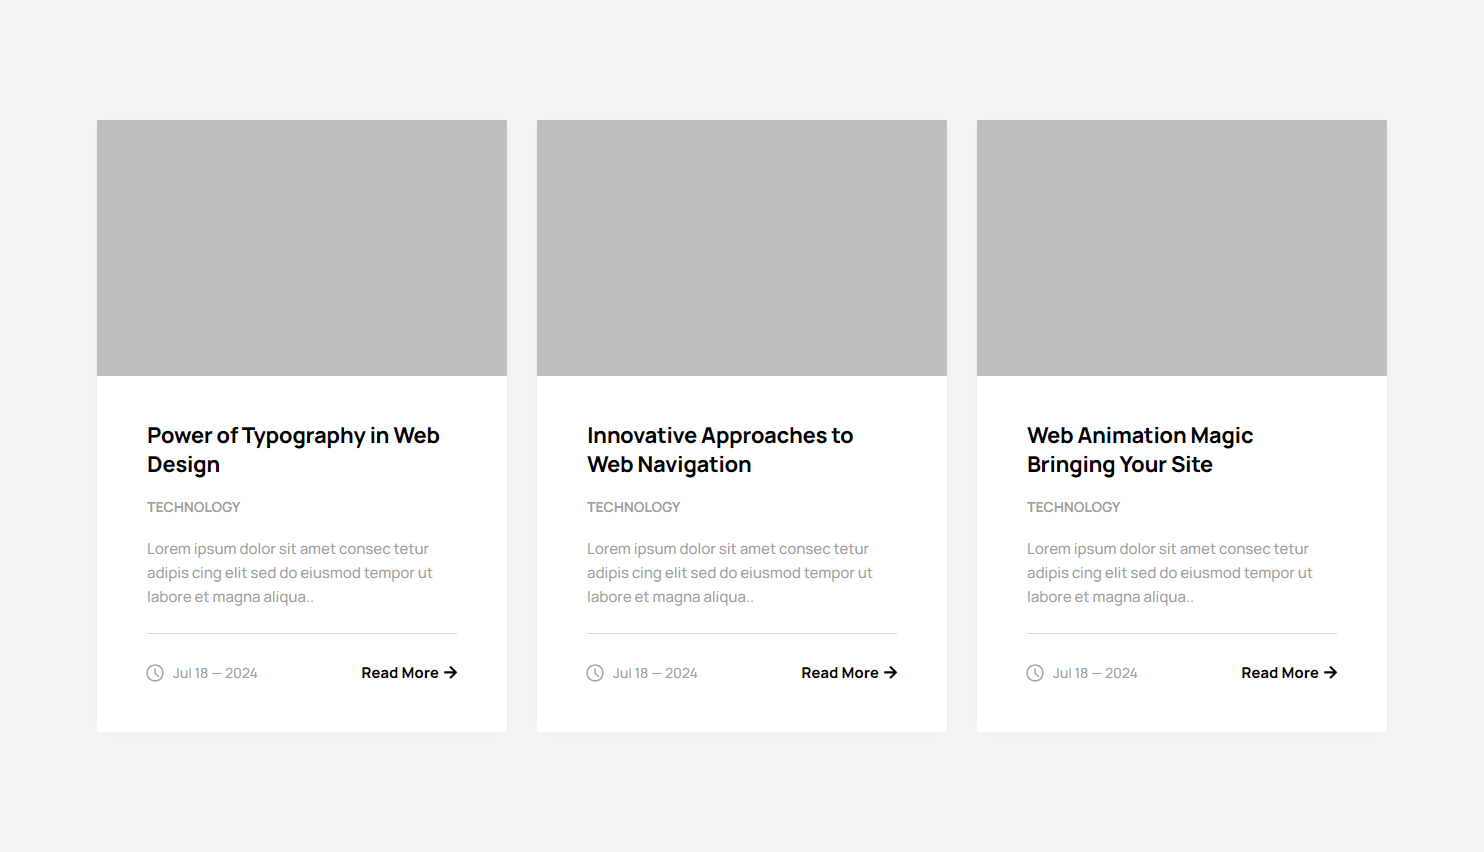 Power of Typography in Web
Design
TECHNOLOGY
Lorem ipsum dolor sit amet consec tetur
adipis cing elit sed do eiusmod tempor ut
labore et magna aliqua..
Jul 18 — 2024
Read More
Innovative Approaches to
Web Navigation
TECHNOLOGY
Lorem ipsum dolor sit amet consec tetur
adipis cing elit sed do eiusmod tempor ut
labore et magna aliqua..
Jul 18 — 2024
Read More
Web Animation Magic
Bringing Your Site
TECHNOLOGY
Lorem ipsum dolor sit amet consec tetur
adipis cing elit sed do eiusmod tempor ut
labore et magna aliqua..
Jul 18 — 2024
Read More